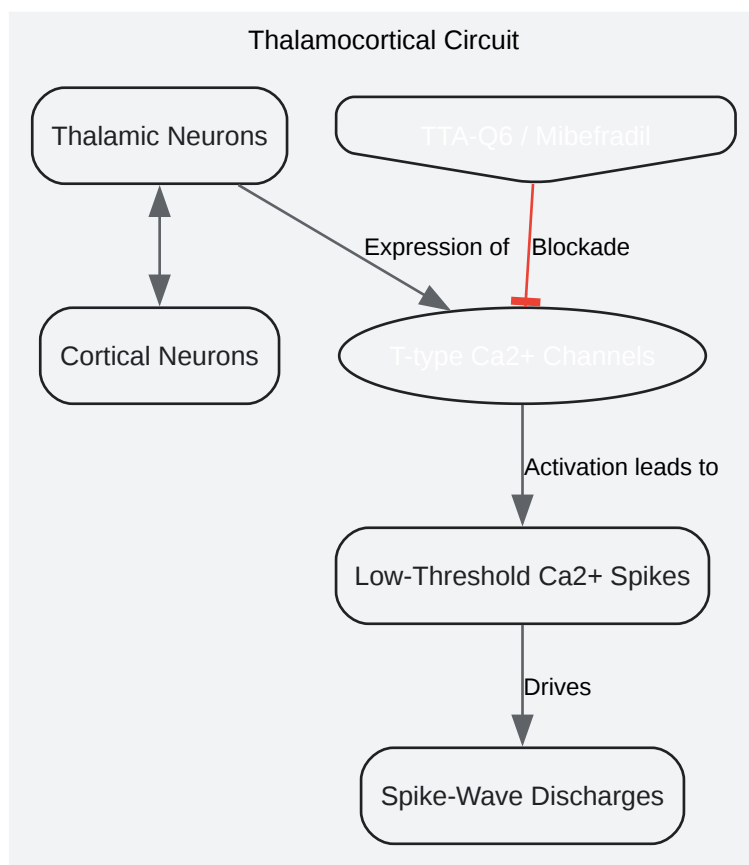 Thalamocortical Circuit
Thalamic Neurons
TTA-Q6 / Mibefradil
Expression of
Blockade
Cortical Neurons
T-type Ca2+ Channels
Activation leads to
Low-Threshold Ca2+ Spikes
Drives
Spike-Wave Discharges